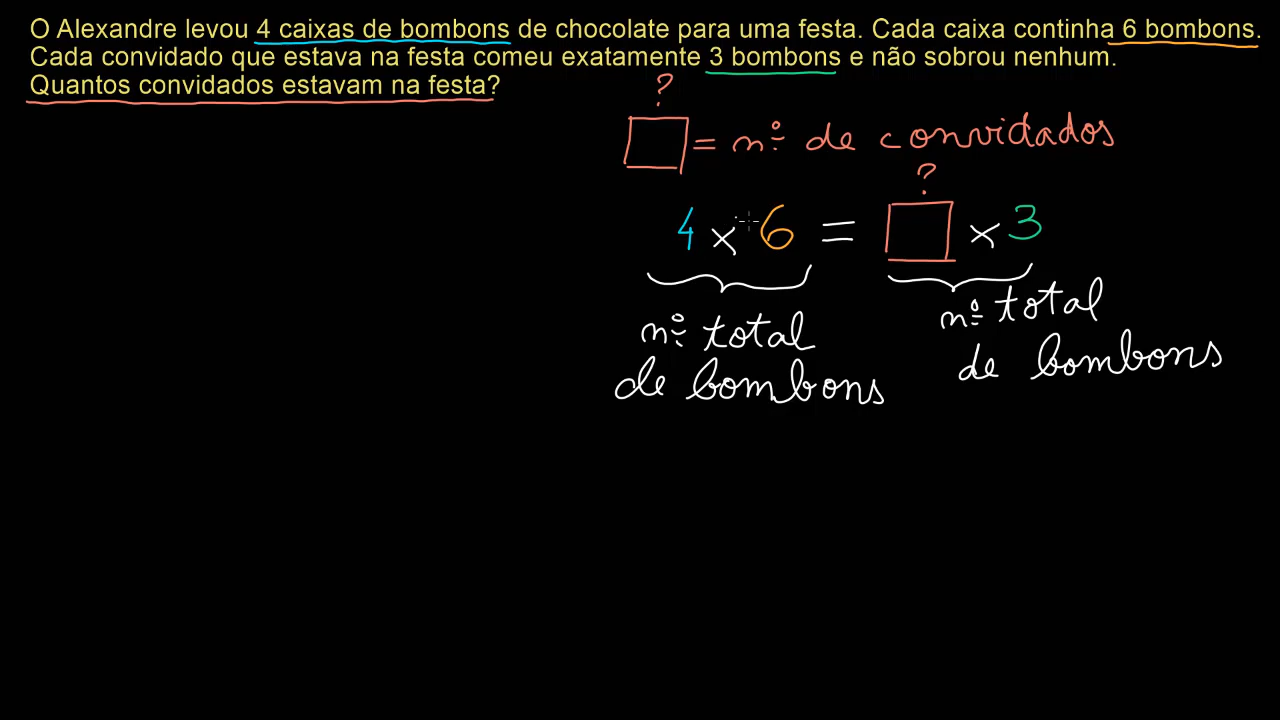 O Alexandre levou 4 caixas de bombons de chocolate para uma festa. Cada caixa continha 6 bombons.
Cada convidado que estava na festa comeu exatamente 3 bombons e não sobrou nenhum.
Quantos convidados estavam na festa?
?
□ = nº de convidados
?
4 × 6 = □ × 3
nº total
de bombons
nº total
de bombons